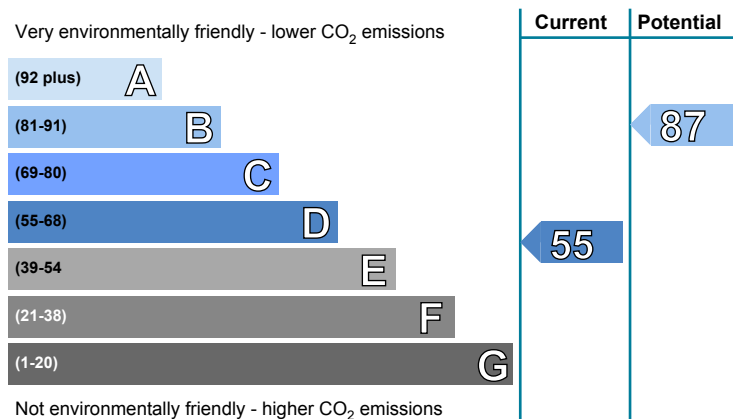 Very environmentally friendly - lower CO2 emissions
Current
Potential
(92 plus) A
(81-91) B
87
(69-80) C
(55-68) D
55
(39-54 E
(21-38) F
(1-20) G
Not environmentally friendly - higher CO2 emissions